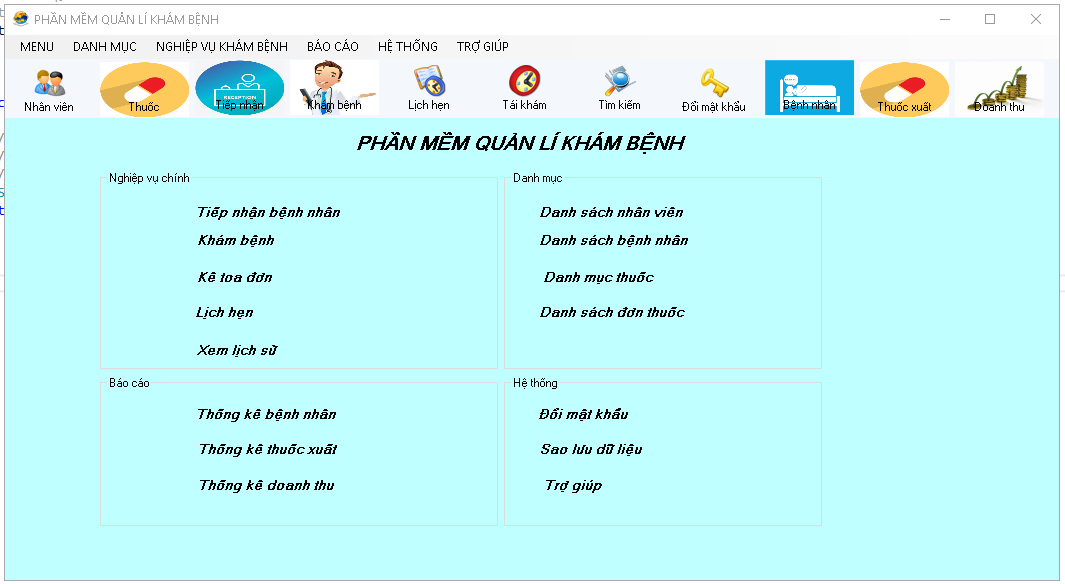 PHẦN MỀM QUẢN LÍ KHÁM BỆNH
MENU DANH MỤC NGHIỆP VỤ KHÁM BỆNH BÁO CÁO HỆ THỐNG TRỢ GIÚP
RECEPTION
Nhân viên Thuốc Tiếp nhận Khám bệnh Lịch hẹn Tái khám Tìm kiếm Đổi mật khẩu Bệnh nhân Thuốc xuất Doanh thu
PHẦN MỀM QUẢN LÍ KHÁM BỆNH
Nghiệp vụ chính
Tiếp nhận bệnh nhân
Khám bệnh
Kê toa đơn
Lịch hẹn
Xem lịch sử
Danh mục
Danh sách nhân viên
Danh sách bệnh nhân
Danh mục thuốc
Danh sách đơn thuốc
Báo cáo
Thống kê bệnh nhân
Thống kê thuốc xuất
Thống kê doanh thu
Hệ thống
Đổi mật khẩu
Sao lưu dữ liệu
Trợ giúp